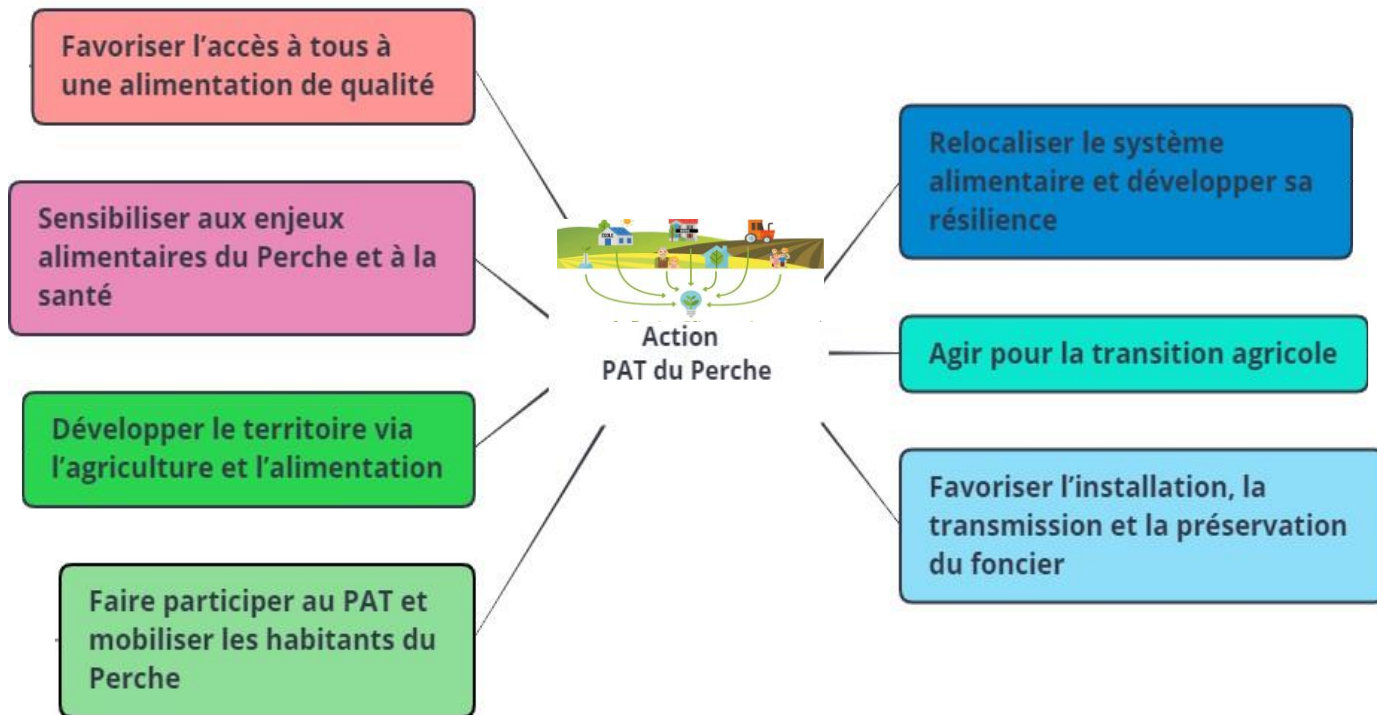 Favoriser l’accès à tous à
une alimentation de qualité
Sensibiliser aux enjeux
alimentaires du Perche et à la
santé
Développer le territoire via
l’agriculture et l’alimentation
Faire participer au PAT et
mobiliser les habitants du
Perche
Action
PAT du Perche
Relocaliser le système
alimentaire et développer sa
résilience
Agir pour la transition agricole
Favoriser l’installation, la
transmission et la préservation
du foncier